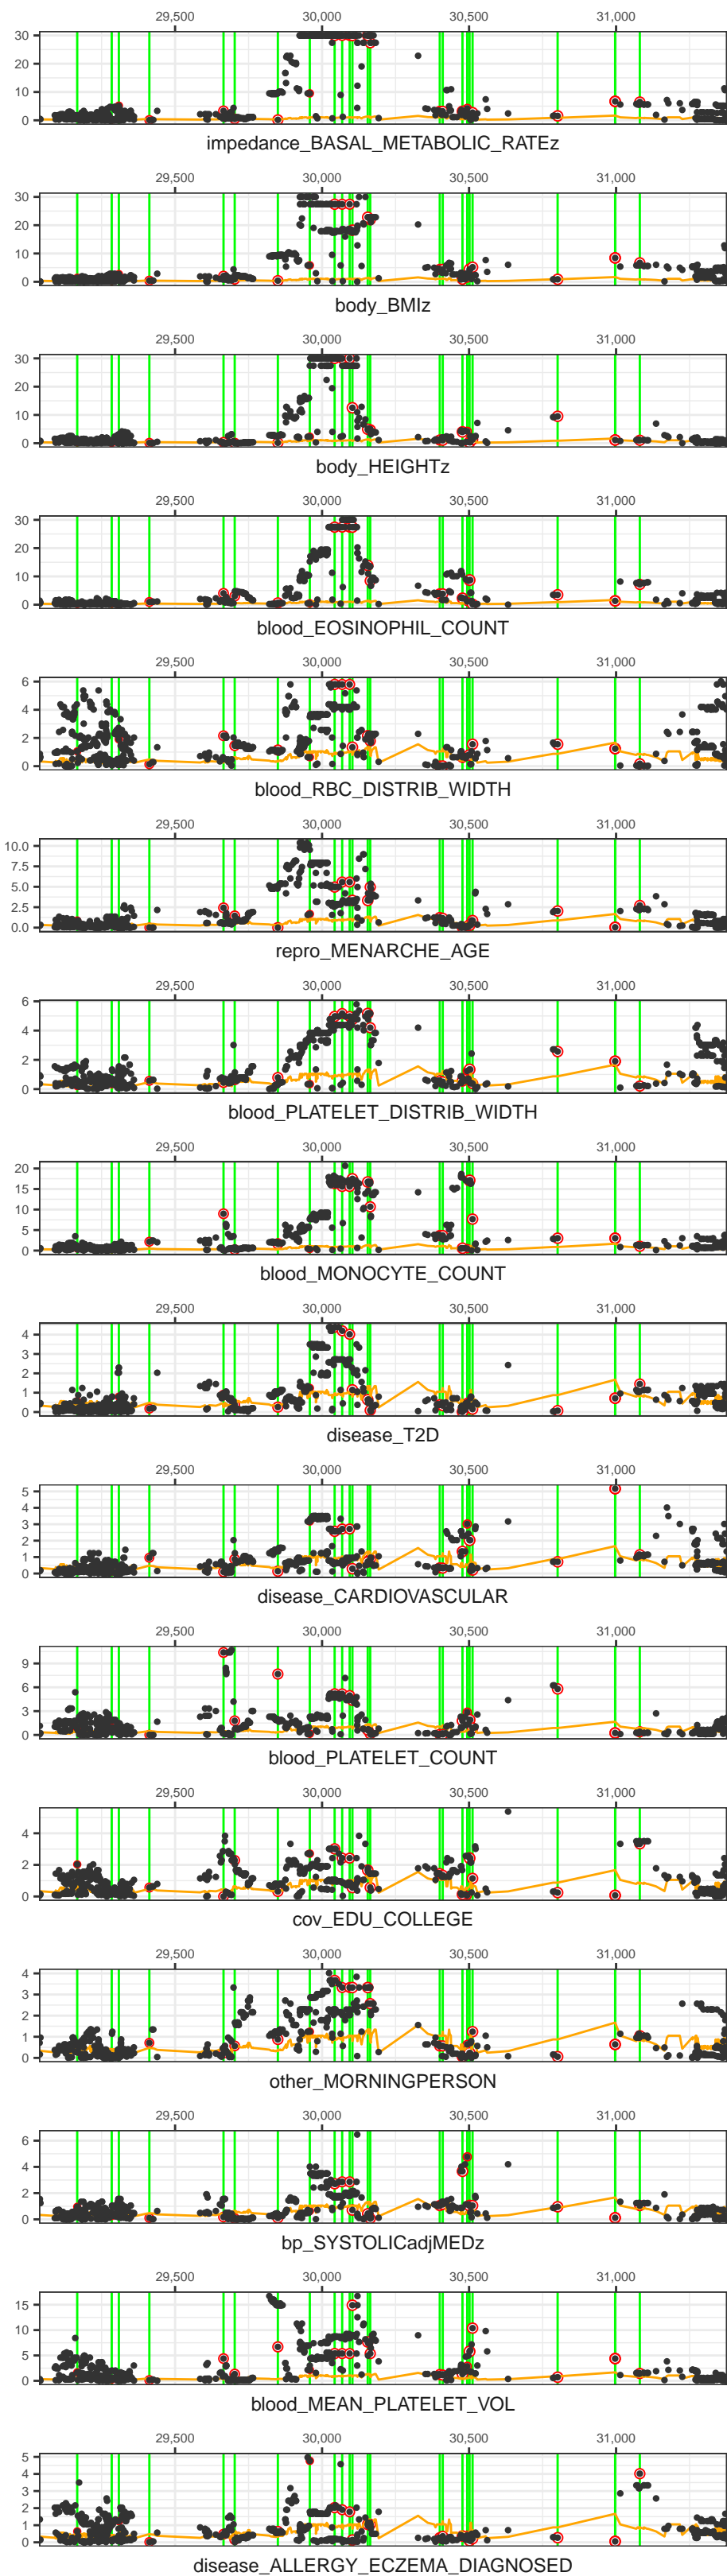 29,500 30,000 30,500 31,000
30
20
10
0
impedance_BASAL_METABOLIC_RATEz
29,500 30,000 30,500 31,000
30
20
10
0
body_BMIz
29,500 30,000 30,500 31,000
30
20
10
0
body_HEIGHTz
29,500 30,000 30,500 31,000
30
20
10
0
blood_EOSINOPHIL_COUNT
29,500 30,000 30,500 31,000
6
4
2
0
blood_RBC_DISTRIB_WIDTH
29,500 30,000 30,500 31,000
10.0
7.5
5.0
2.5
0.0
repro_MENARCHE_AGE
29,500 30,000 30,500 31,000
6
4
2
0
blood_PLATELET_DISTRIB_WIDTH
29,500 30,000 30,500 31,000
20
15
10
5
0
blood_MONOCYTE_COUNT
29,500 30,000 30,500 31,000
4
3
2
1
0
disease_T2D
29,500 30,000 30,500 31,000
5
4
3
2
1
0
disease_CARDIOVASCULAR
29,500 30,000 30,500 31,000
9
6
3
0
blood_PLATELET_COUNT
29,500 30,000 30,500 31,000
4
2
0
cov_EDU_COLLEGE
29,500 30,000 30,500 31,000
4
3
2
1
0
other_MORNINGPERSON
29,500 30,000 30,500 31,000
6
4
2
0
bp_SYSTOLICadjMEDz
29,500 30,000 30,500 31,000
15
10
5
0
blood_MEAN_PLATELET_VOL
29,500 30,000 30,500 31,000
5
4
3
2
1
0
disease_ALLERGY_ECZEMA_DIAGNOSED